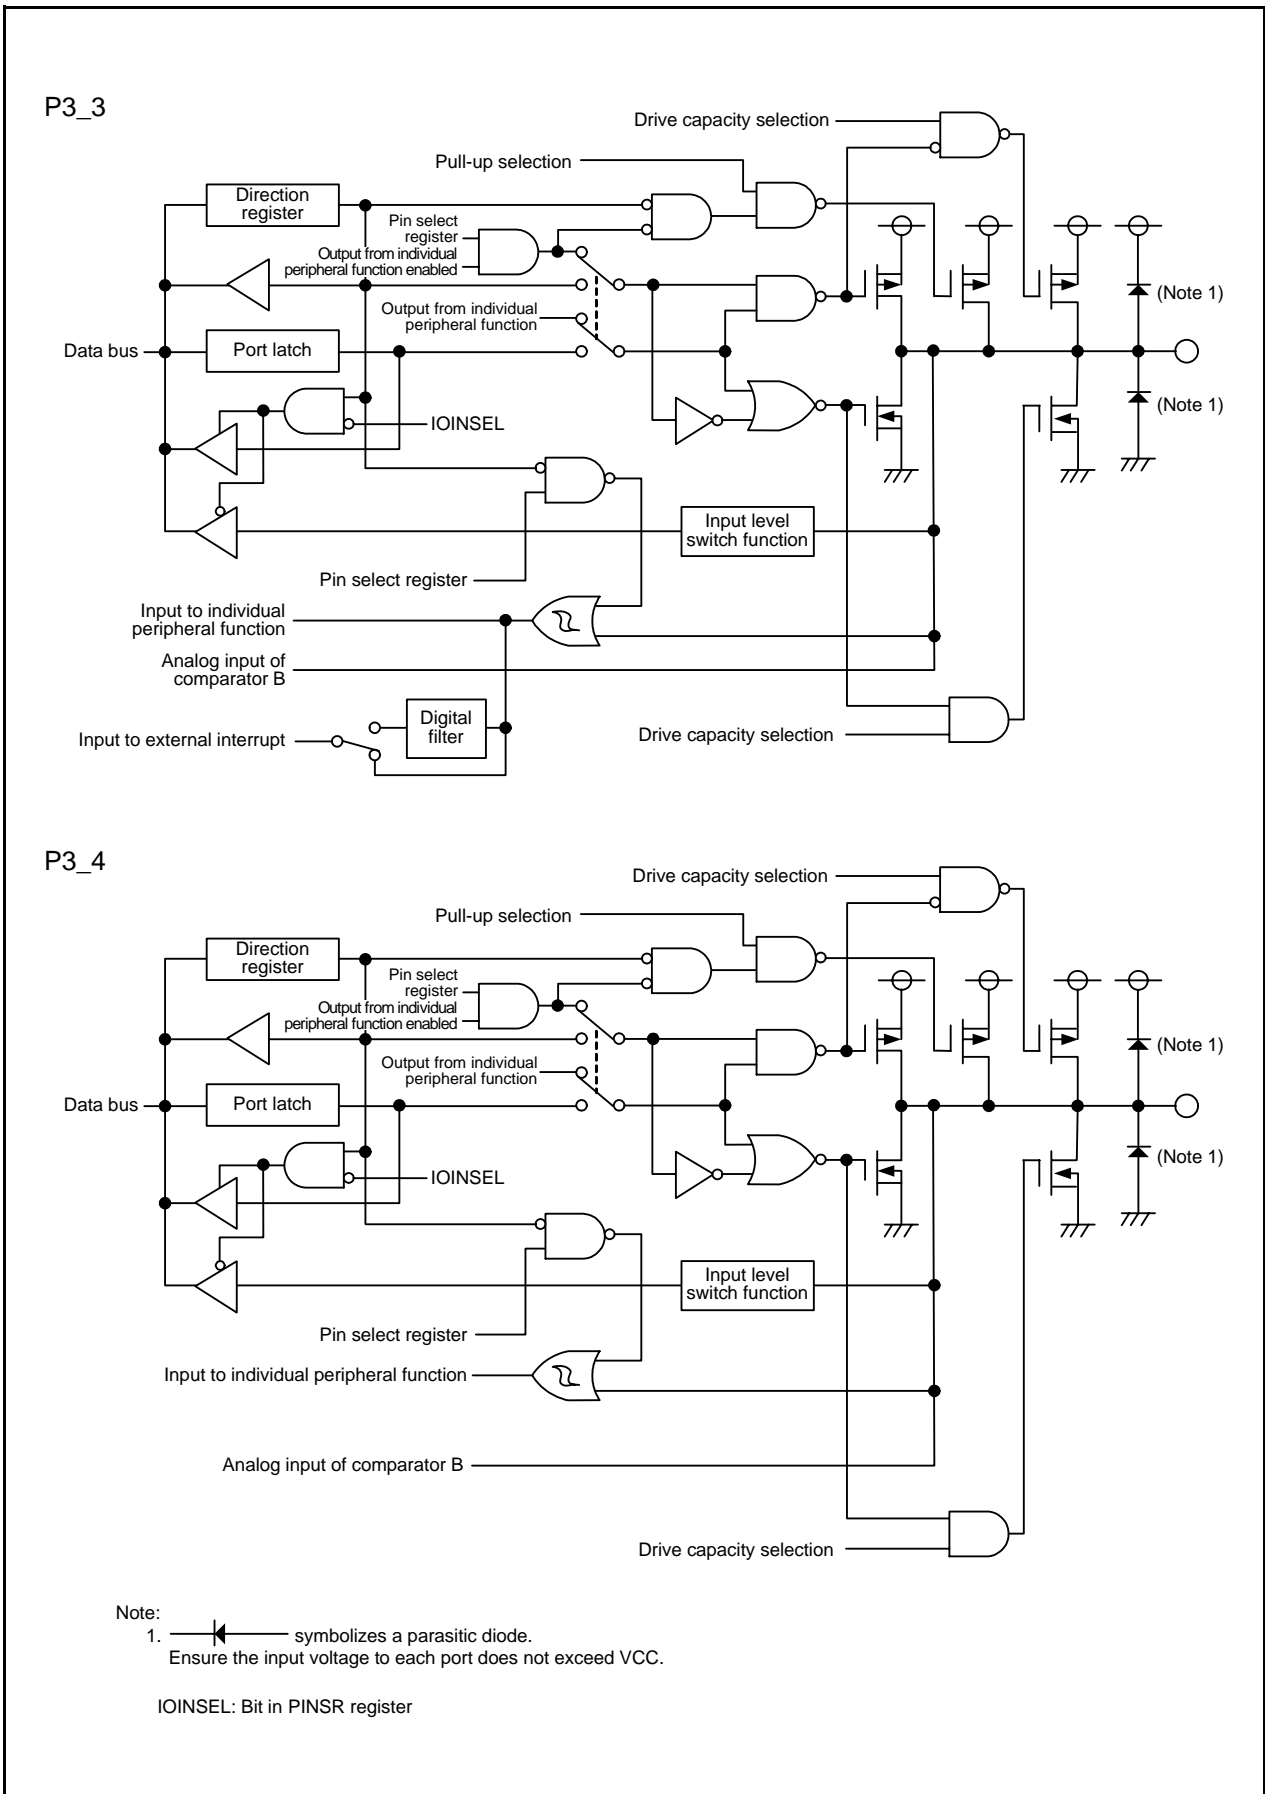 P3_3
Drive capacity selection
Pull-up selection
Direction
register
Pin select
register
Output from individual
peripheral function enabled
(Note 1)
Output from individual
peripheral function
Data bus
Port latch
(Note 1)
IOINSEL
Input level
switch function
Pin select register
Input to individual
peripheral function
Analog input of
comparator B
Digital
filter
Input to external interrupt
Drive capacity selection
P3_4
Drive capacity selection
Pull-up selection
Direction
register
Pin select
register
Output from individual
peripheral function enabled
(Note 1)
Output from individual
peripheral function
Data bus
Port latch
(Note 1)
IOINSEL
Input level
switch function
Pin select register
Input to individual peripheral function
Analog input of comparator B
Drive capacity selection
Note:
1. symbolizes a parasitic diode.
Ensure the input voltage to each port does not exceed VCC.
IOINSEL: Bit in PINSR register